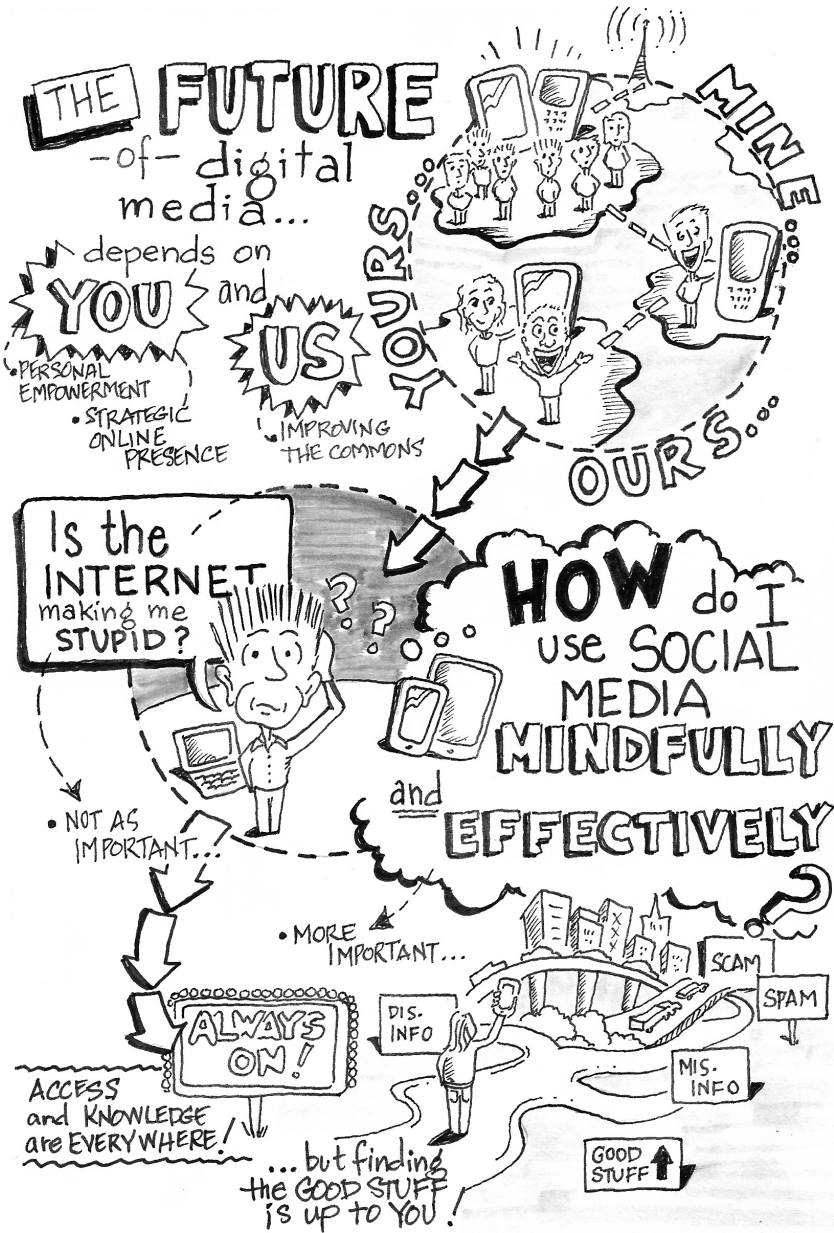 THE FUTURE
-of- digital
media...
depends on
YOU and
US
• PERSONAL
EMPOWERMENT
• STRATEGIC
ONLINE
PRESENCE
• IMPROVING
THE COMMONS
YOURS...
MINE...
OURS...
Is the
INTERNET
making me
STUPID?
? ?
HOW do I
use SOCIAL
MEDIA
MINDFULLY
and
EFFECTIVELY
?
• NOT AS
IMPORTANT...
• MORE
IMPORTANT...
ALWAYS
ON!
ACCESS
and KNOWLEDGE
are EVERYWHERE!
DIS.
INFO
SCAM
SPAM
MIS.
INFO
GOOD
STUFF
...but finding
the GOOD STUFF
is UP TO YOU!